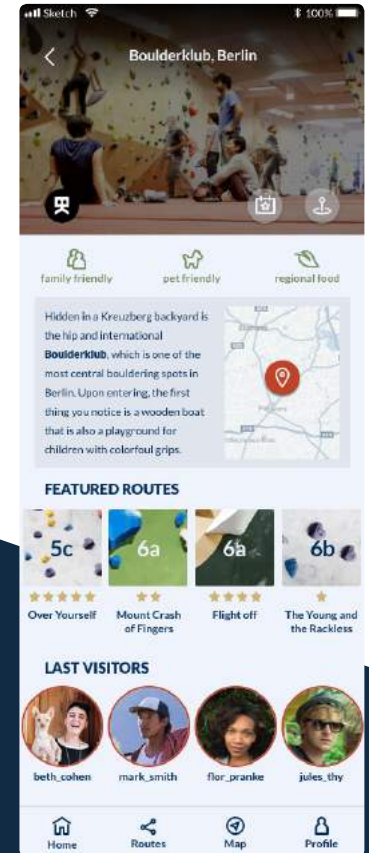 Sketch 100%
Boulderklub, Berlin
family friendly pet friendly regional food
Hidden in a Kreuzberg backyard is
the hip and international
Boulderklub, which is one of the
most central bouldering spots in
Berlin. Upon entering, the first
thing you notice is a wooden boat
that is also a playground for
children with colorfoul grips.
FEATURED ROUTES
5c 6a 6a 6b
Over Yourself Mount Crash Flight off The Young and
of Fingers the Rackless
LAST VISITORS
beth_cohen mark_smith flor_pranke jules_thy
Home Routes Map Profile